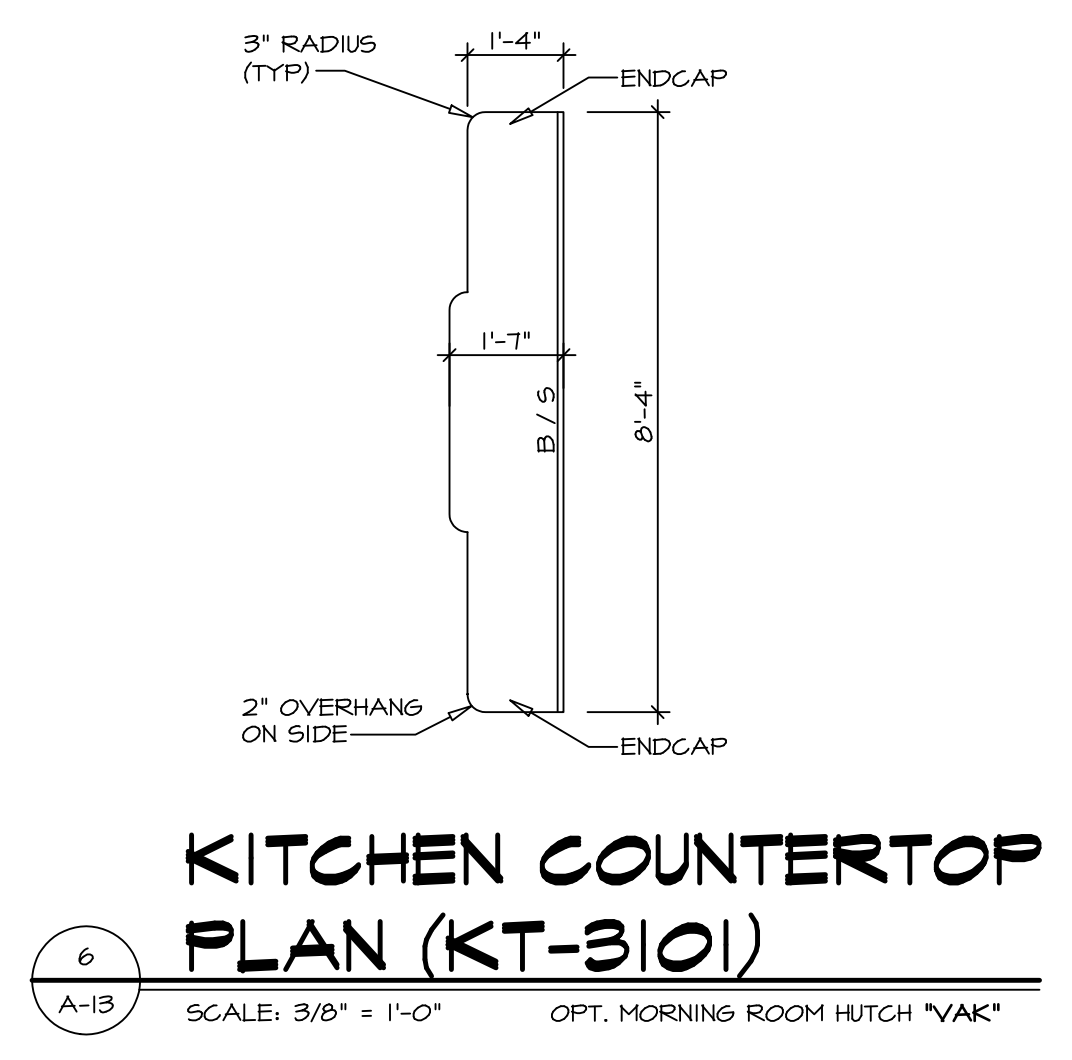 3" RADIUS
(TYP)
1'-4"
ENDCAP
1'-7"
B / S
8'-4"
2" OVERHANG
ON SIDE
ENDCAP
KITCHEN COUNTERTOP
PLAN (KT-3101)
6
A-13
SCALE: 3/8" = 1'-0"
OPT. MORNING ROOM HUTCH "VAK"